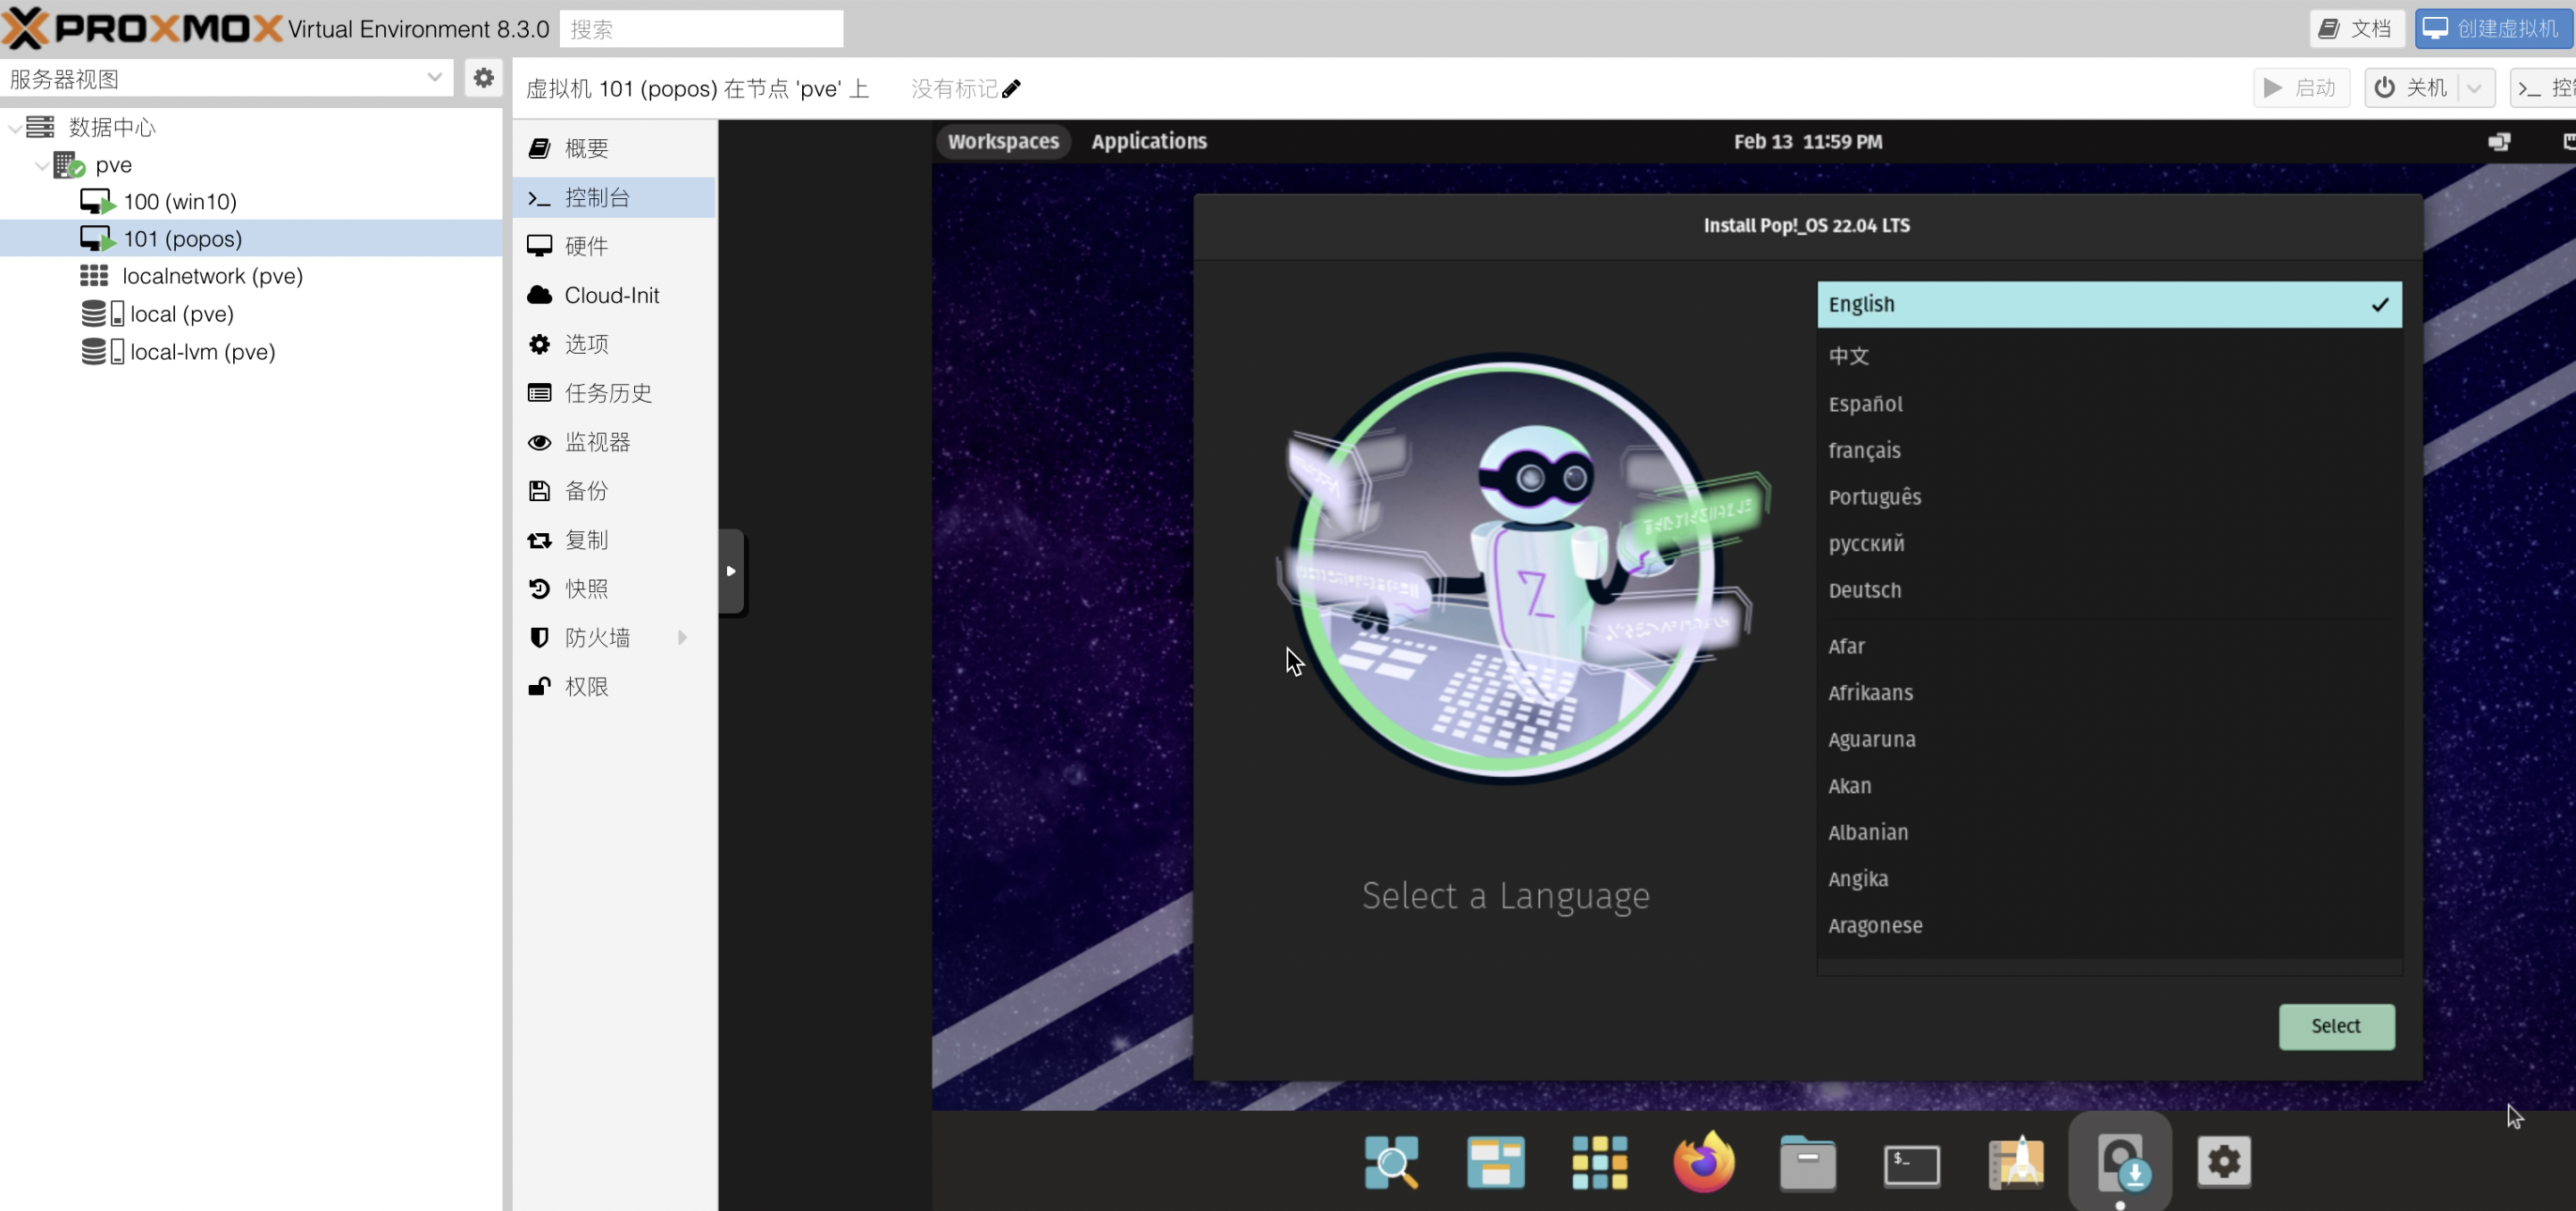 PROXMOX Virtual Environment 8.3.0 搜索 文档 创建虚拟机
服务器视图
虚拟机 101 (popos) 在节点 'pve' 上 没有标记 启动 关机
数据中心
pve
100 (win10)
101 (popos)
localnetwork (pve)
local (pve)
local-lvm (pve)
概要
控制台
硬件
Cloud-Init
选项
任务历史
监视器
备份
复制
快照
防火墙
权限
Workspaces Applications Feb 13 11:59 PM
Install Pop!_OS 22.04 LTS
Select a Language
English
中文
Español
français
Português
русский
Deutsch
Afar
Afrikaans
Aguaruna
Akan
Albanian
Angika
Aragonese
Select